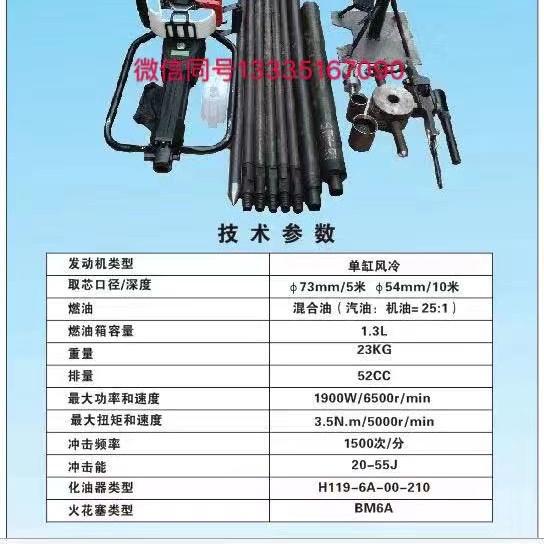 微信同号13335167090
技术参数
发动机类型 单缸风冷
取芯口径/深度 φ73mm/5米 φ54mm/10米
燃油 混合油（汽油：机油=25:1）
燃油箱容量 1.3L
重量 23KG
排量 52CC
最大功率和速度 1900W/6500r/min
最大扭矩和速度 3.5N.m/5000r/min
冲击频率 1500次/分
冲击能 20-55J
化油器类型 H119-6A-00-210
火花塞类型 BM6A